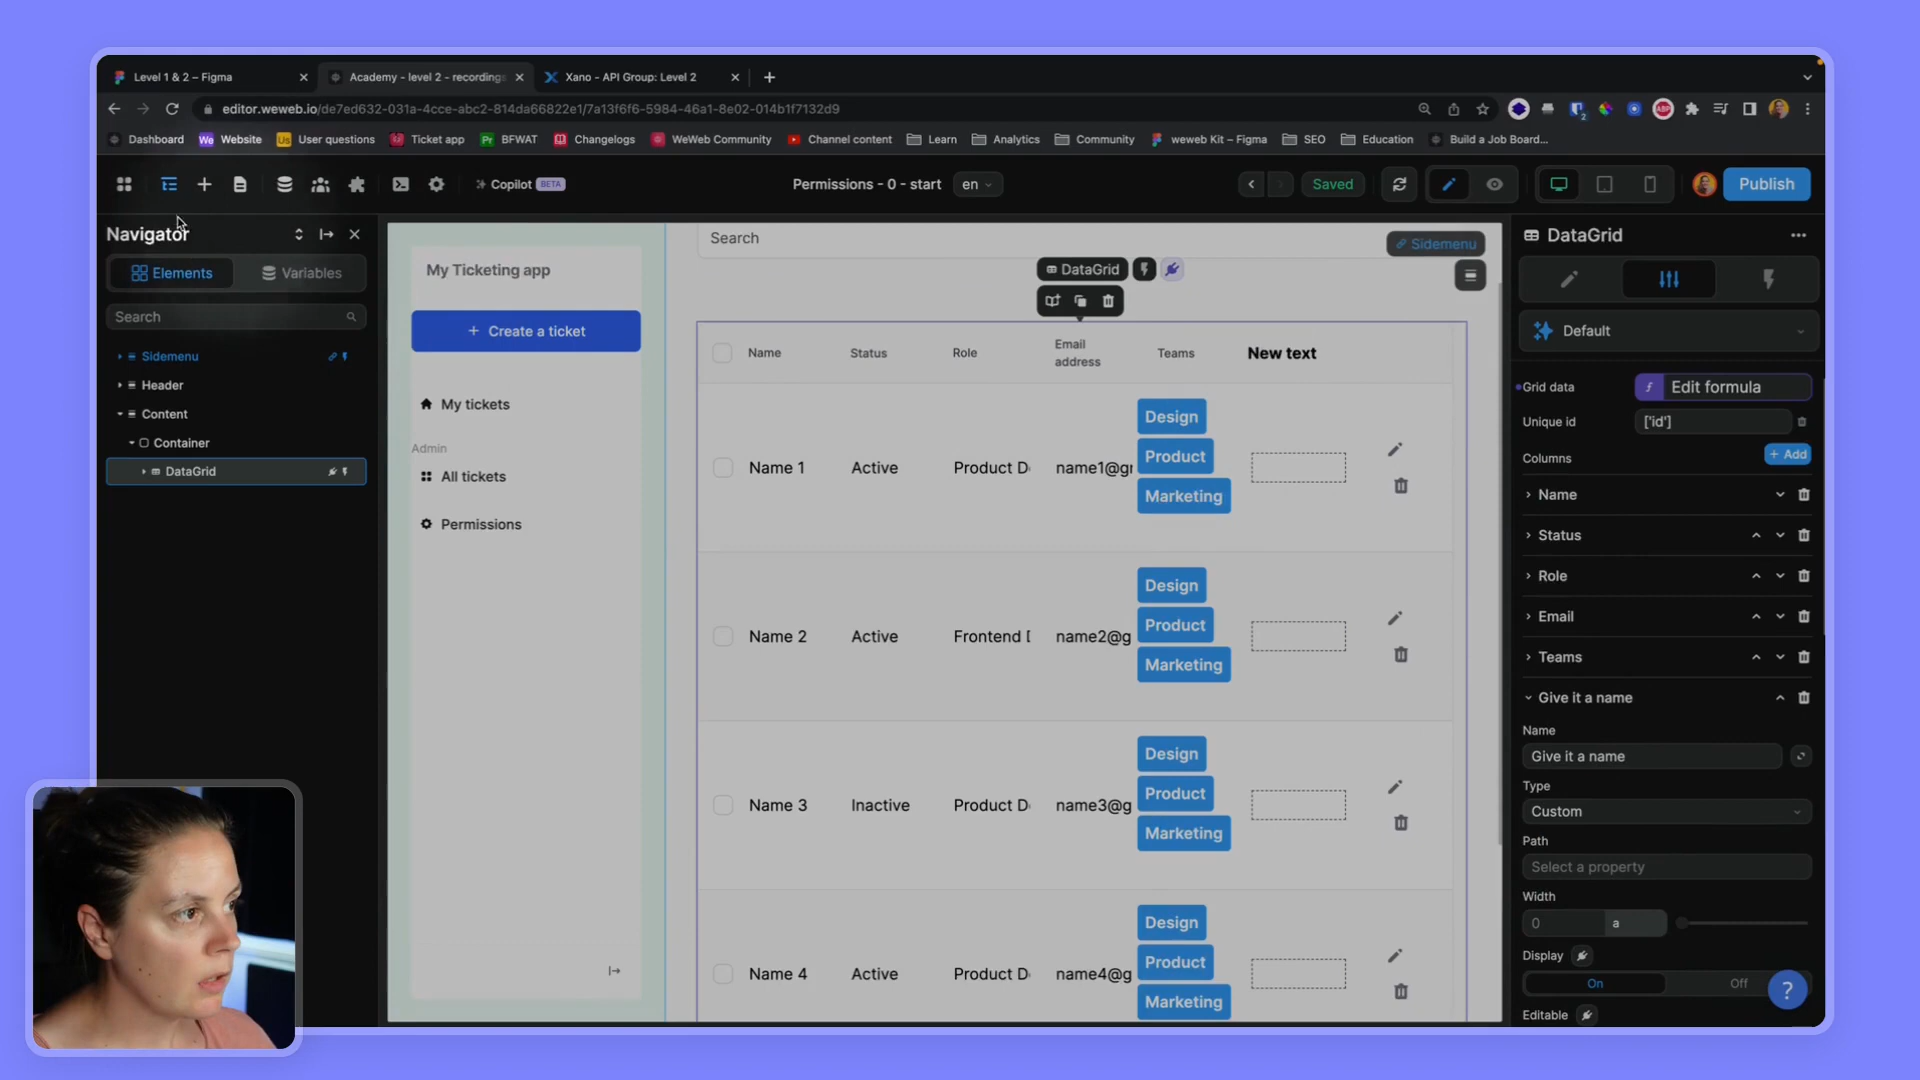 Level 1 & 2 – Figma
Academy - level 2 - recordings
Xano - API Group: Level 2
editor.weweb.io/de7ed632-031a-4cce-abc2-814da66822e1/7a13f6f6-5984-46a1-8e02-014b1f7132d9
Dashboard
Website
User questions
Ticket app
BFWAT
Changelogs
WeWeb Community
Channel content
Learn
Analytics
Community
weweb Kit – Figma
SEO
Education
Build a Job Board...
Copilot BETA
Permissions - 0 - start
en
Saved
Publish
Navigator
Elements
Variables
Search
Sidemenu
Header
Content
Container
DataGrid
My Ticketing app
+ Create a ticket
My tickets
Admin
All tickets
Permissions
Search
Sidemenu
DataGrid
Name
Status
Role
Email address
Teams
New text
Name 1
Active
Product D
name1@gr
Design
Product
Marketing
Name 2
Active
Frontend D
name2@g
Design
Product
Marketing
Name 3
Inactive
Product D
name3@g
Design
Product
Marketing
Name 4
Active
Product D
name4@g
Design
Product
Marketing
DataGrid
Default
Grid data
Edit formula
Unique id
['id']
Columns
+ Add
Name
Status
Role
Email
Teams
Give it a name
Name
Give it a name
Type
Custom
Path
Select a property
Width
0
a
Display
On
Off
Editable
?